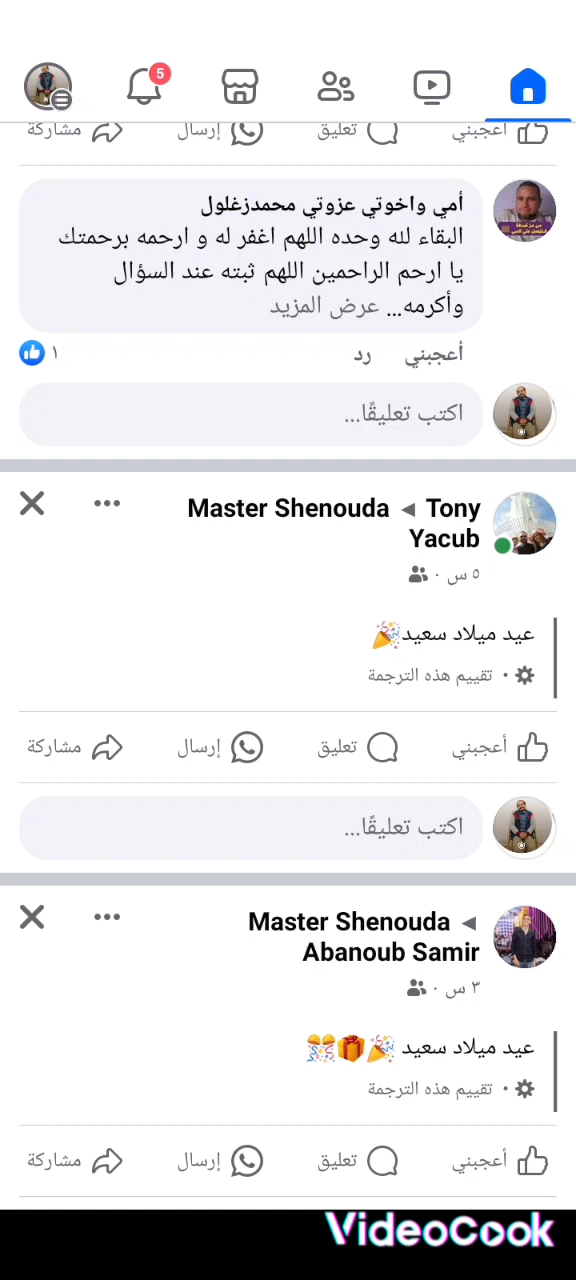 5
أعجبني تعليق إرسال مشاركة
أمي واخوتي عزوتي محمدزغلول
البقاء لله وحده اللهم اغفر له و ارحمه برحمتك
يا ارحم الراحمين اللهم ثبته عند السؤال
وأكرمه... عرض المزيد
أعجبني رد ١
اكتب تعليقًا...
Master Shenouda ◄ Tony
Yacub
٥ س ·
عيد ميلاد سعيد🎉
تقييم هذه الترجمة ·
أعجبني تعليق إرسال مشاركة
اكتب تعليقًا...
Master Shenouda ◄
Abanoub Samir
٣ س ·
عيد ميلاد سعيد 🎉🎁🎊
تقييم هذه الترجمة ·
أعجبني تعليق إرسال مشاركة
VideoCook